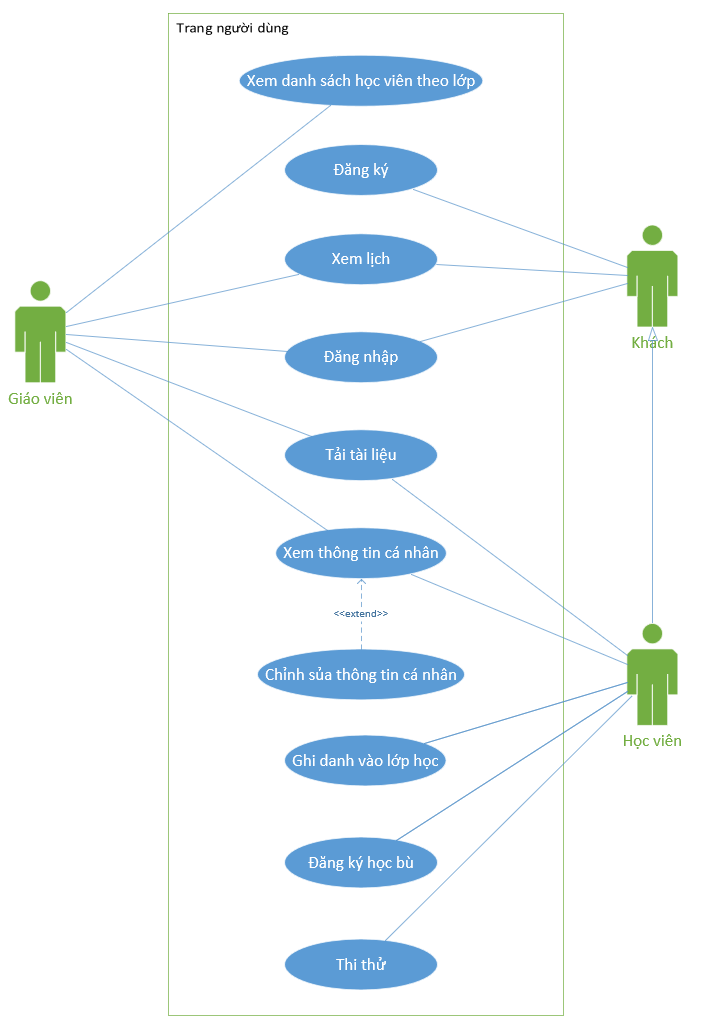 Trang người dùng
Xem danh sách học viên theo lớp
Đăng ký
Xem lịch
Khách
Đăng nhập
Giáo viên
Tải tài liệu
Xem thông tin cá nhân
<<extend>>
Chỉnh sủa thông tin cá nhân
Học viên
Ghi danh vào lớp học
Đăng ký học bù
Thi thử